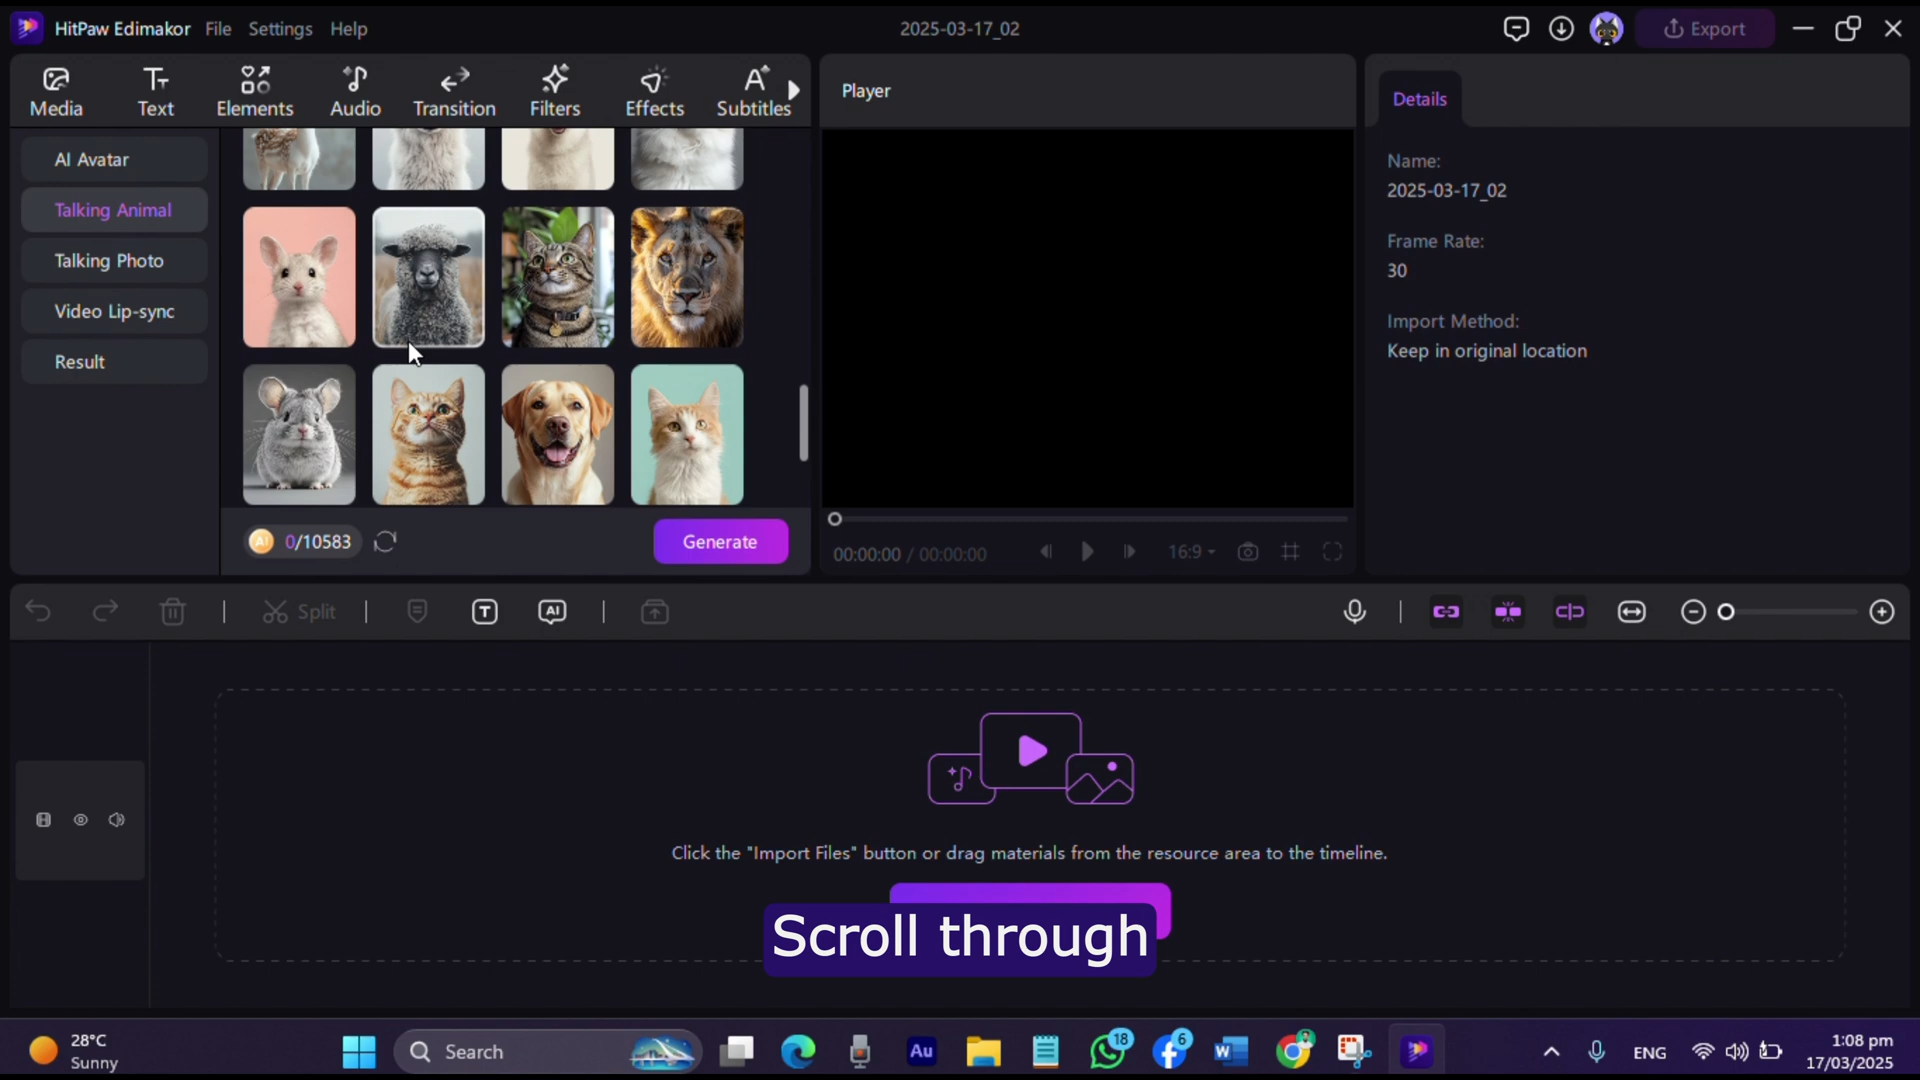 HitPaw Edimakor File Settings Help
2025-03-17_02
Export
Media
Text
Elements
Audio
Transition
Filters
Effects
Subtitles
AI Avatar
Talking Animal
Talking Photo
Video Lip-sync
Result
AI 0/10583
Generate
Player
00:00:00 / 00:00:00
16:9
Details
Name:
2025-03-17_02
Frame Rate:
30
Import Method:
Keep in original location
Split
T
AI
Click the "Import Files" button or drag materials from the resource area to the timeline.
Scroll through
28°C
Sunny
Search
Au
18
6
W
ENG
1:08 pm
17/03/2025